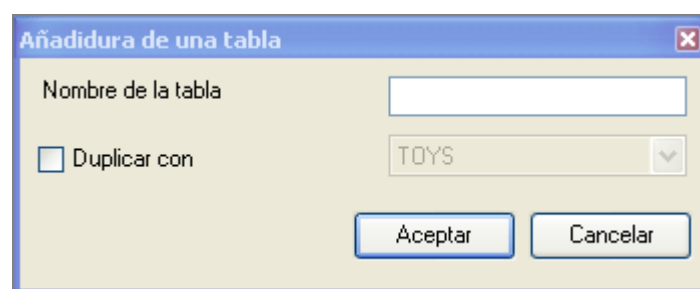 Añadidura de una tabla
Nombre de la tabla
Duplicar con TOYS
Aceptar Cancelar